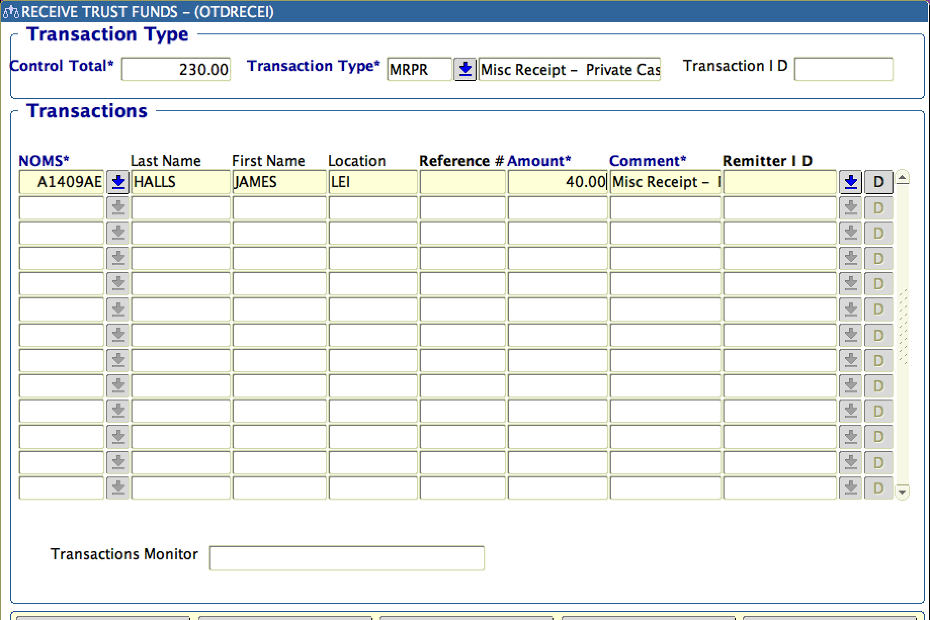 RECEIVE TRUST FUNDS – (OTDRECEI)
Transaction Type
Control Total* 230.00 Transaction Type* MRPR Misc Receipt – Private Cas Transaction I D
Transactions
NOMS* Last Name First Name Location Reference # Amount* Comment* Remitter I D
A1409AE HALLS JAMES LEI 40.00 Misc Receipt – D
D
D
D
D
D
D
D
D
D
D
D
D
Transactions Monitor